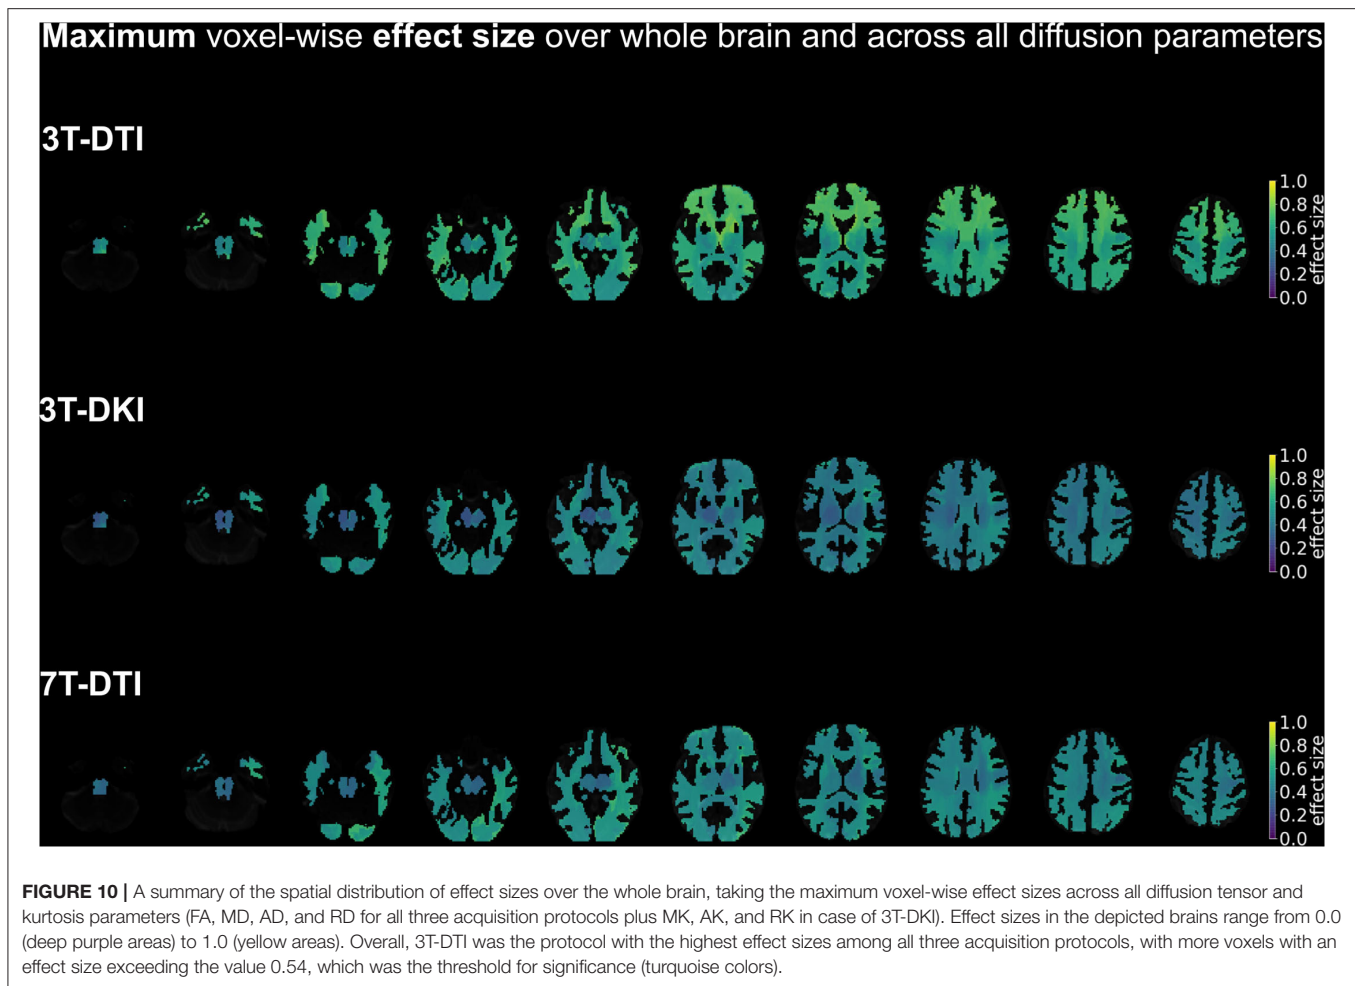 Maximum voxel-wise effect size over whole brain and across all diffusion parameters
3T-DTI
1.0
0.8
0.6
0.4
0.2
0.0
effect size
3T-DKI
1.0
0.8
0.6
0.4
0.2
0.0
effect size
7T-DTI
1.0
0.8
0.6
0.4
0.2
0.0
effect size
FIGURE 10 | A summary of the spatial distribution of effect sizes over the whole brain, taking the maximum voxel-wise effect sizes across all diffusion tensor and
kurtosis parameters (FA, MD, AD, and RD for all three acquisition protocols plus MK, AK, and RK in case of 3T-DKI). Effect sizes in the depicted brains range from 0.0
(deep purple areas) to 1.0 (yellow areas). Overall, 3T-DTI was the protocol with the highest effect sizes among all three acquisition protocols, with more voxels with an
effect size exceeding the value 0.54, which was the threshold for significance (turquoise colors).